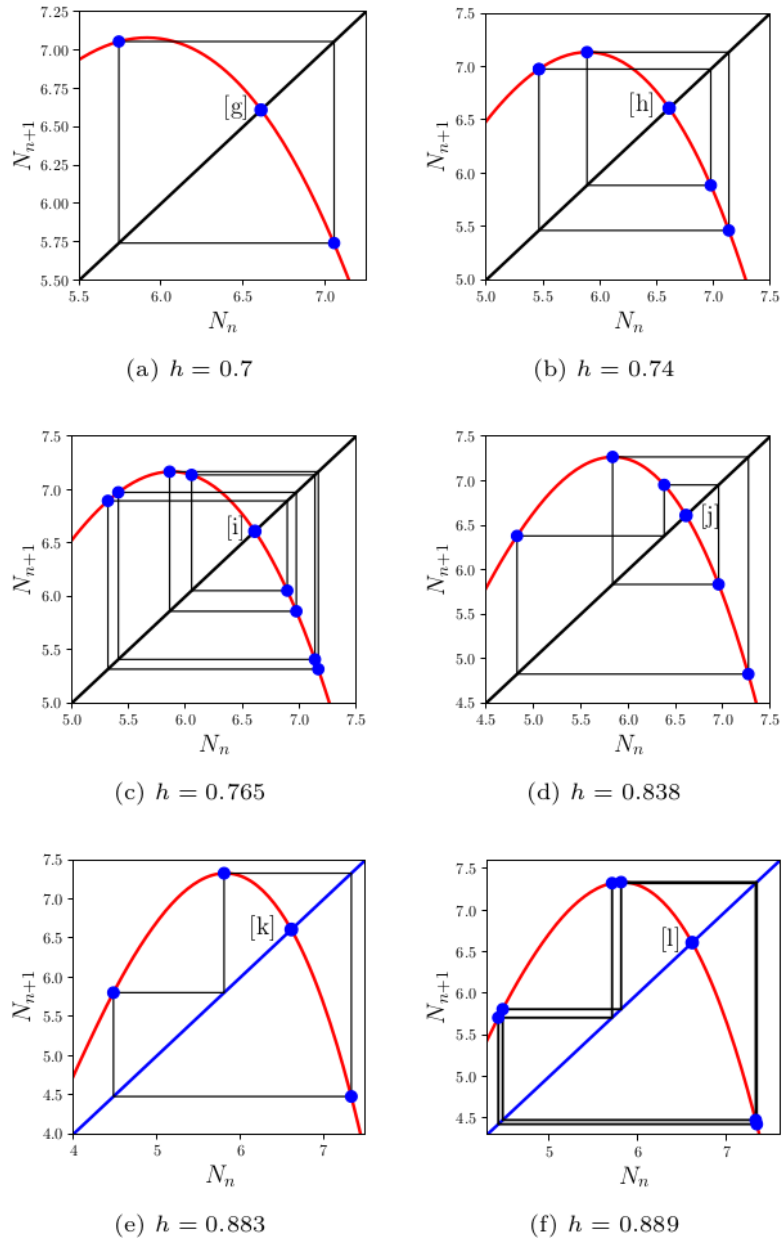 7.25
7.00
6.75
6.50
6.25
6.00
5.75
5.50
N_{n+1}
[g]
5.5 6.0 6.5 7.0
N_n
(a) h = 0.7
7.5
7.0
6.5
6.0
5.5
5.0
N_{n+1}
[h]
5.0 5.5 6.0 6.5 7.0 7.5
N_n
(b) h = 0.74
7.5
7.0
6.5
6.0
5.5
5.0
N_{n+1}
[i]
5.0 5.5 6.0 6.5 7.0 7.5
N_n
(c) h = 0.765
7.5
7.0
6.5
6.0
5.5
5.0
4.5
N_{n+1}
[j]
4.5 5.0 5.5 6.0 6.5 7.0 7.5
N_n
(d) h = 0.838
7.5
7.0
6.5
6.0
5.5
5.0
4.5
4.0
N_{n+1}
[k]
4 5 6 7
N_n
(e) h = 0.883
7.5
7.0
6.5
6.0
5.5
5.0
4.5
N_{n+1}
[l]
5 6 7
N_n
(f) h = 0.889